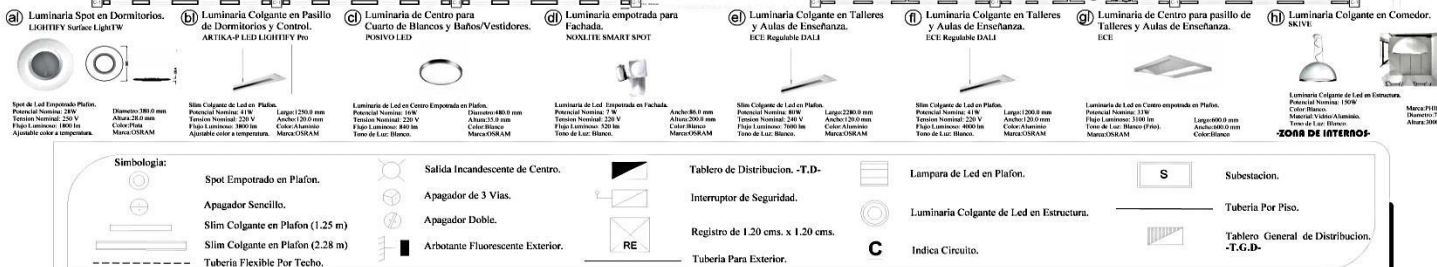 a) Luminaria Spot en Dormitorios.
LIGHTIFY Surface LightTW
Spot de Led Empotrado Plafon.
Potencial Nomina: 28W
Tension Nominal: 250 V
Flujo Luminoso: 1800 lm
Ajustable color a temperatura.
Diametro:380.0 mm
Altura:28.0 mm
Color:Plata
Marca:OSRAM
b) Luminaria Colgante en Pasillo
de Dormitorios y Control.
ARTIKA-P LED LIGHTIFY Pro
Slim Colgante de Led en Plafon.
Potencial Nomina: 41W
Tension Nominal: 220 V
Flujo Luminoso: 3800 lm
Ajustable color a temperatura.
Largo:1250.0 mm
Ancho:120.0 mm
Color:Aluminio
Marca:OSRAM
c) Luminaria de Centro para
Cuarto de Blancos y Baños/Vestidores.
POSIVO LED
Luminaria de Led en Centro Empotrada en Plafon.
Potencial Nomina: 16W
Tension Nominal: 220 V
Flujo Luminoso: 840 lm
Tono de Luz: Blanco.
Diametro:480.0 mm
Altura:35.0 mm
Color:Blanco
Marca:OSRAM
d) Luminaria empotrada para
Fachada.
NOXLITE SMART SPOT
Luminaria de Led Empotrada en Fachada.
Potencial Nomina: 7 W
Tension Nominal: 220 V
Flujo Luminoso: 520 lm
Tono de Luz: Blanco.
Ancho:86.0 mm
Altura:200.0 mm
Color:Blanco
Marca:OSRAM
e) Luminaria Colgante en Talleres
y Aulas de Enseñanza.
ECE Regulable DALI
Slim Colgante de Led en Plafon.
Potencial Nomina: 80W
Tension Nominal: 240 V
Flujo Luminoso: 7600 lm
Tono de Luz: Blanco.
Largo:2280.0 mm
Ancho:120.0 mm
Color:Aluminio
Marca:OSRAM
f) Luminaria Colgante en Talleres
y Aulas de Enseñanza.
ECE Regulable DALI
Slim Colgante de Led en Plafon.
Potencial Nomina: 41W
Tension Nominal: 220 V
Flujo Luminoso: 4000 lm
Tono de Luz: Blanco.
Largo:1200.0 mm
Ancho:120.0 mm
Color:Aluminio
Marca:OSRAM
g) Luminaria de Centro para pasillo de
Talleres y Aulas de Enseñanza.
ECE
Luminaria de Led en Centro empotrada en Plafon.
Potencial Nomina: 33W
Flujo Luminoso: 3100 lm
Tono de Luz: Blanco (Frio).
Marca:OSRAM
Largo:600.0 mm
Ancho:600.0 mm
Color:Blanco
h) Luminaria Colgante en Comedor.
SKIVE
Luminaria Colgante de Led en Estructura.
Potencial Nomina: 150W
Color:Blanco.
Material:Vidrio/Aluminio.
Tono de Luz: Blanco.
-ZONA DE INTERNOS-
Diametro:
Simbologia:
Spot Empotrado en Plafon.
Apagador Sencillo.
Slim Colgante en Plafon (1.25 m)
Slim Colgante en Plafon (2.28 m)
Tuberia Flexible Por Techo.
Salida Incandescente de Centro.
Apagador de 3 Vias.
Apagador Doble.
Arbotante Fluorescente Exterior.
Tablero de Distribucion. -T.D-
Interruptor de Seguridad.
RE Registro de 1.20 cms. x 1.20 cms.
Tuberia Para Exterior.
Lampara de Led en Plafon.
Luminaria Colgante de Led en Estructura.
C Indica Circuito.
S Subestacion.
Tuberia Por Piso.
Tablero General de Distribucion.
-T.G.D-